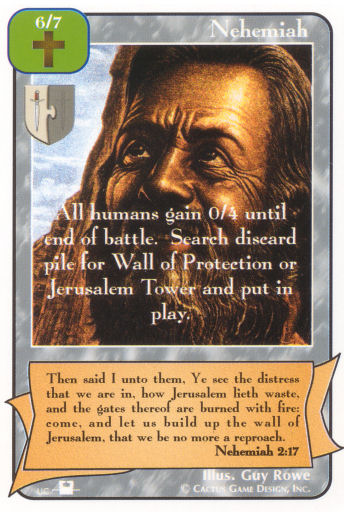 6/7
Nehemiah
All humans gain 0/4 until
end of battle. Search discard
pile for Wall of Protection or
Jerusalem Tower and put in
play.
Then said I unto them, Ye see the distress
that we are in, how Jerusalem lieth waste,
and the gates thereof are burned with fire:
come, and let us build up the wall of
Jerusalem, that we be no more a reproach.
Nehemiah 2:17
Illus. Guy Rowe
UC © Cactus Game Design, Inc.